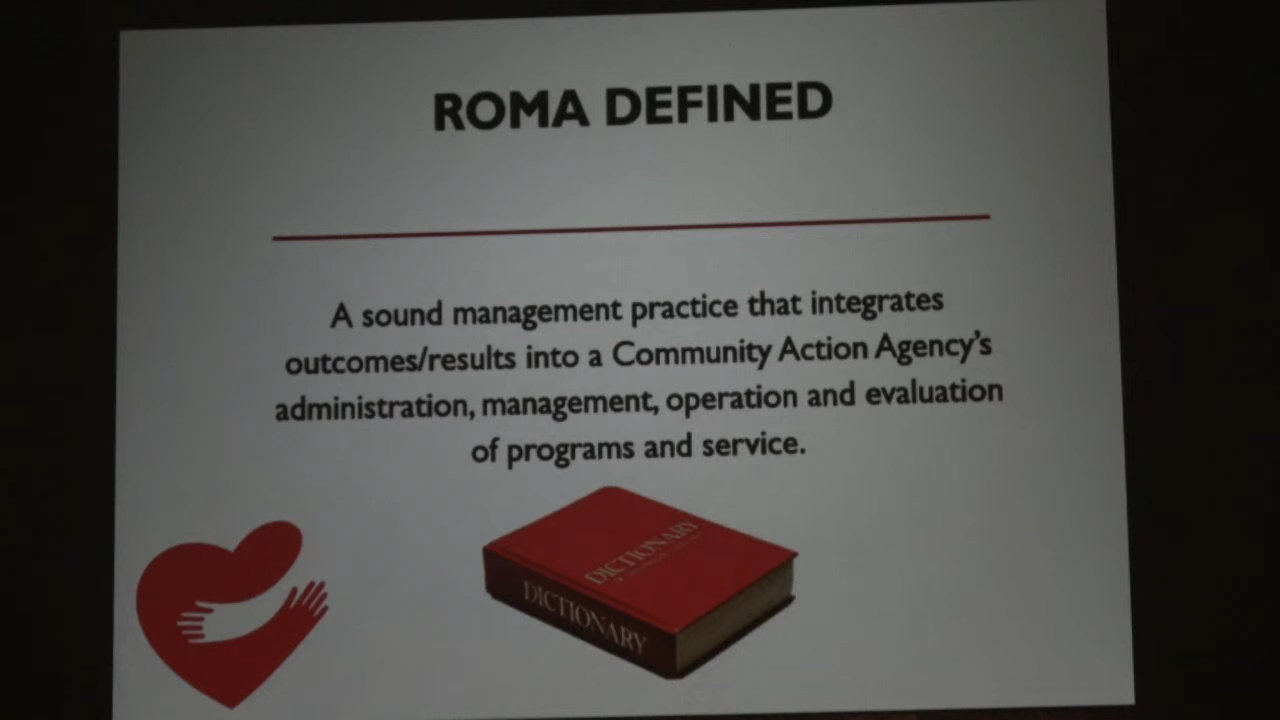 ROMA DEFINED
A sound management practice that integrates
outcomes/results into a Community Action Agency's
administration, management, operation and evaluation
of programs and service.
DICTIONARY
DICTIONARY